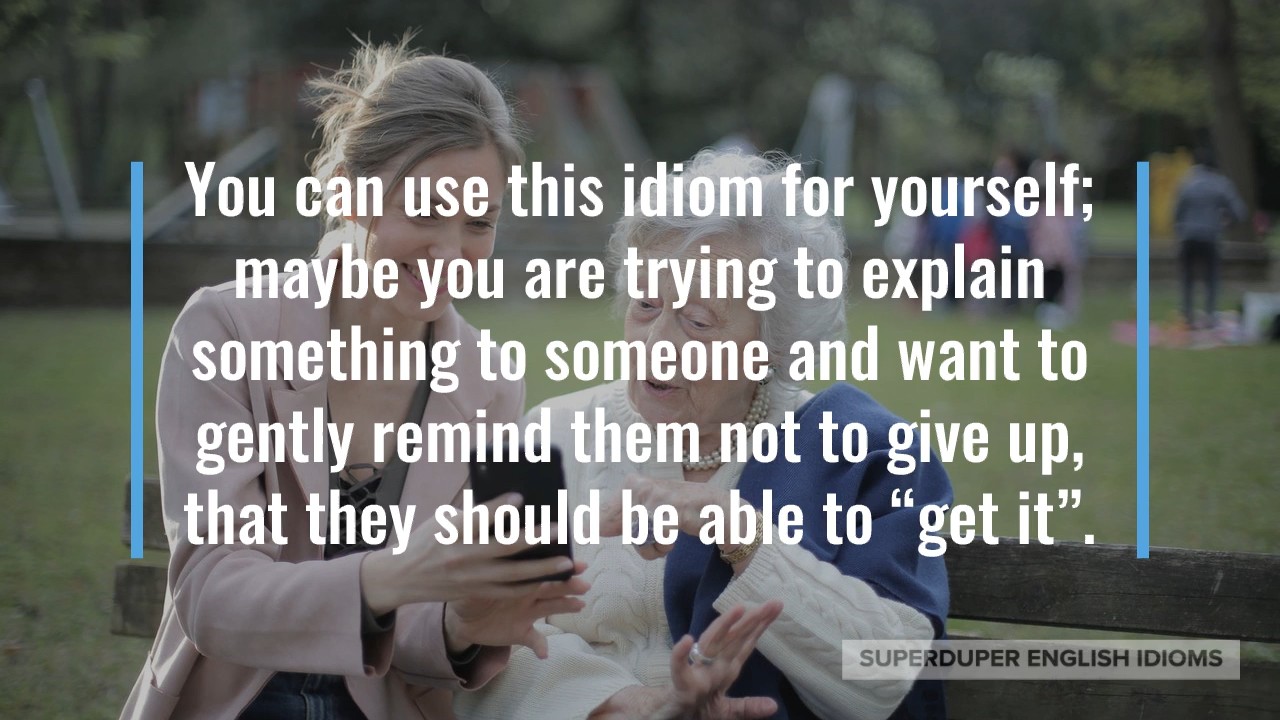 You can use this idiom for yourself;
maybe you are trying to explain
something to someone and want to
gently remind them not to give up,
that they should be able to “get it”.
SUPERDUPER ENGLISH IDIOMS